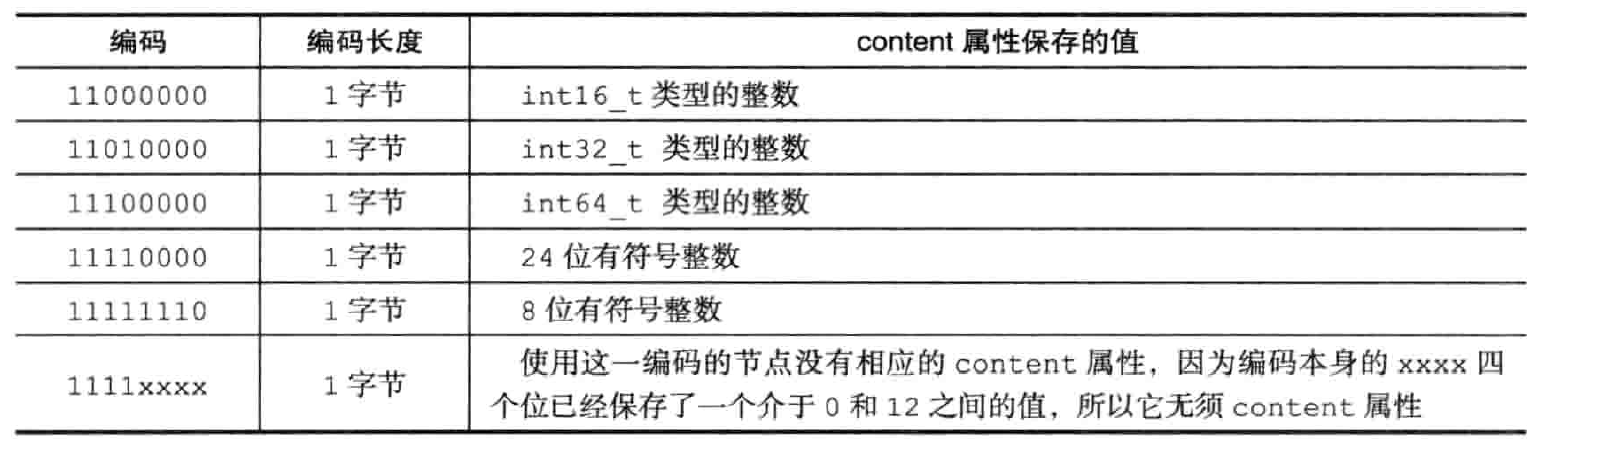 编码 编码长度 content 属性保存的值
11000000 1 字节 int16_t 类型的整数
11010000 1 字节 int32_t 类型的整数
11100000 1 字节 int64_t 类型的整数
11110000 1 字节 24 位有符号整数
11111110 1 字节 8 位有符号整数
1111xxxx 1 字节 使用这一编码的节点没有相应的 content 属性，因为编码本身的 xxxx 四
个位已经保存了一个介于 0 和 12 之间的值，所以它无须 content 属性